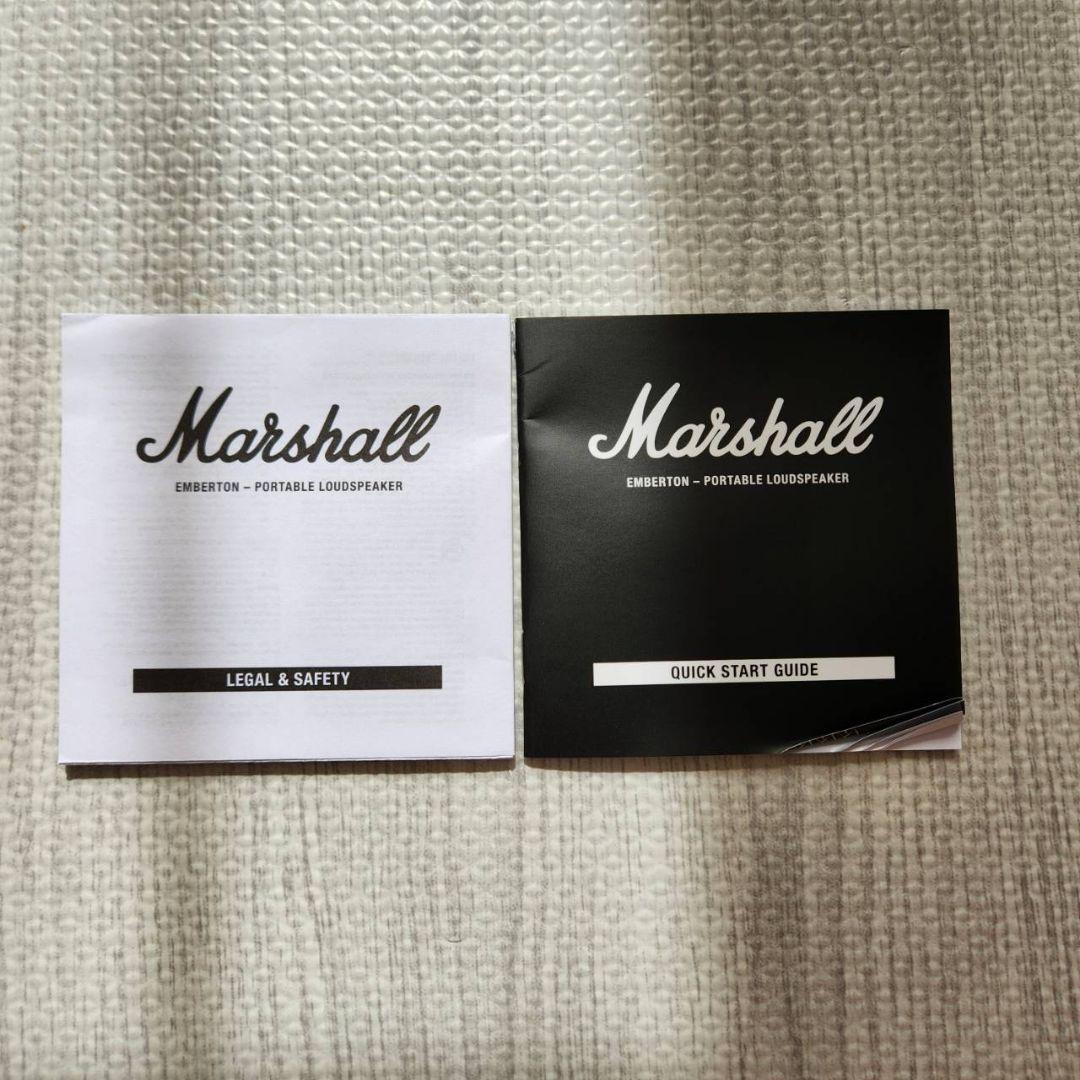 Marshall
EMBERTON – PORTABLE LOUDSPEAKER
LEGAL & SAFETY
Marshall
EMBERTON – PORTABLE LOUDSPEAKER
QUICK START GUIDE